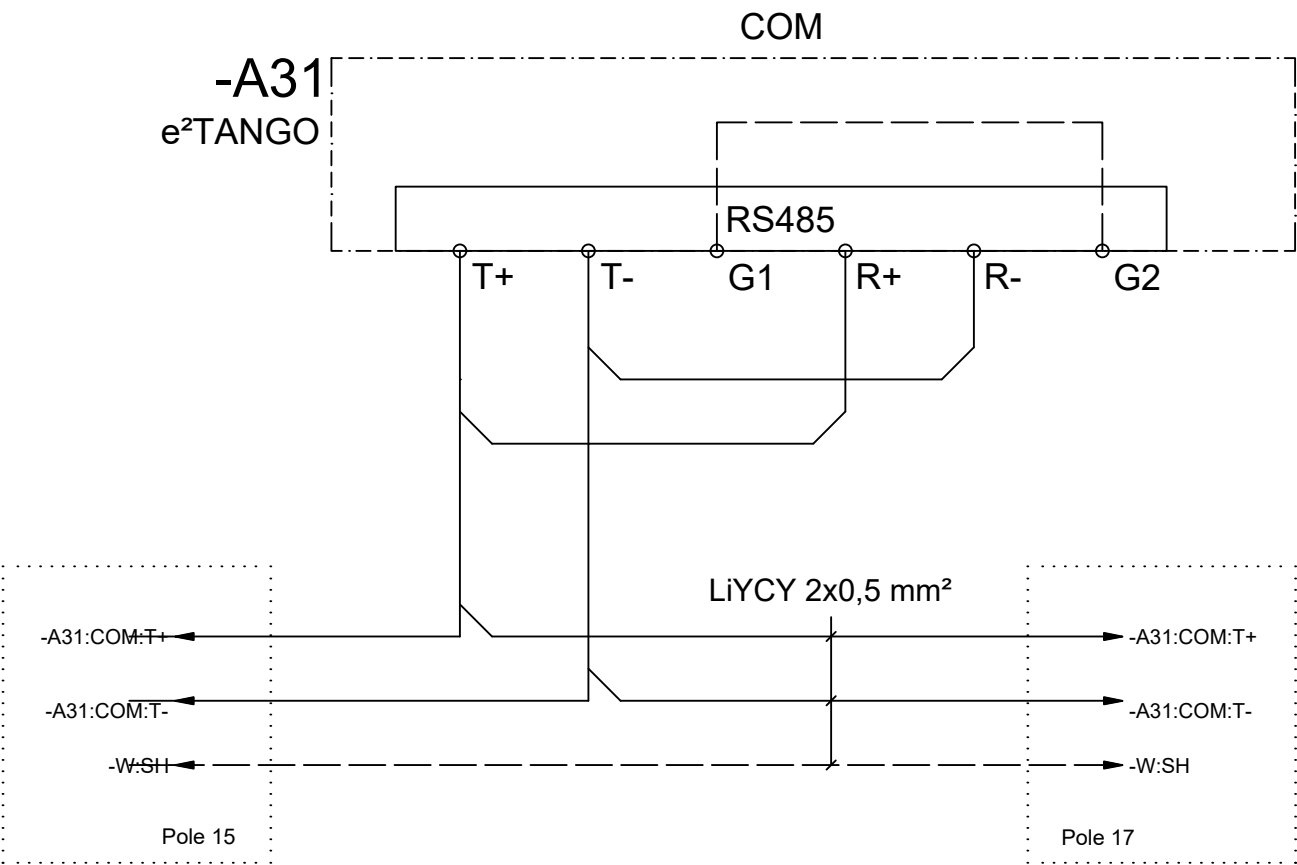 COM
-A31
e²TANGO
RS485
T+
T-
G1
R+
R-
G2
LiYCY 2x0,5 mm²
-A31:COM:T+
-A31:COM:T-
-W:SH
Pole 15
-A31:COM:T+
-A31:COM:T-
-W:SH
Pole 17